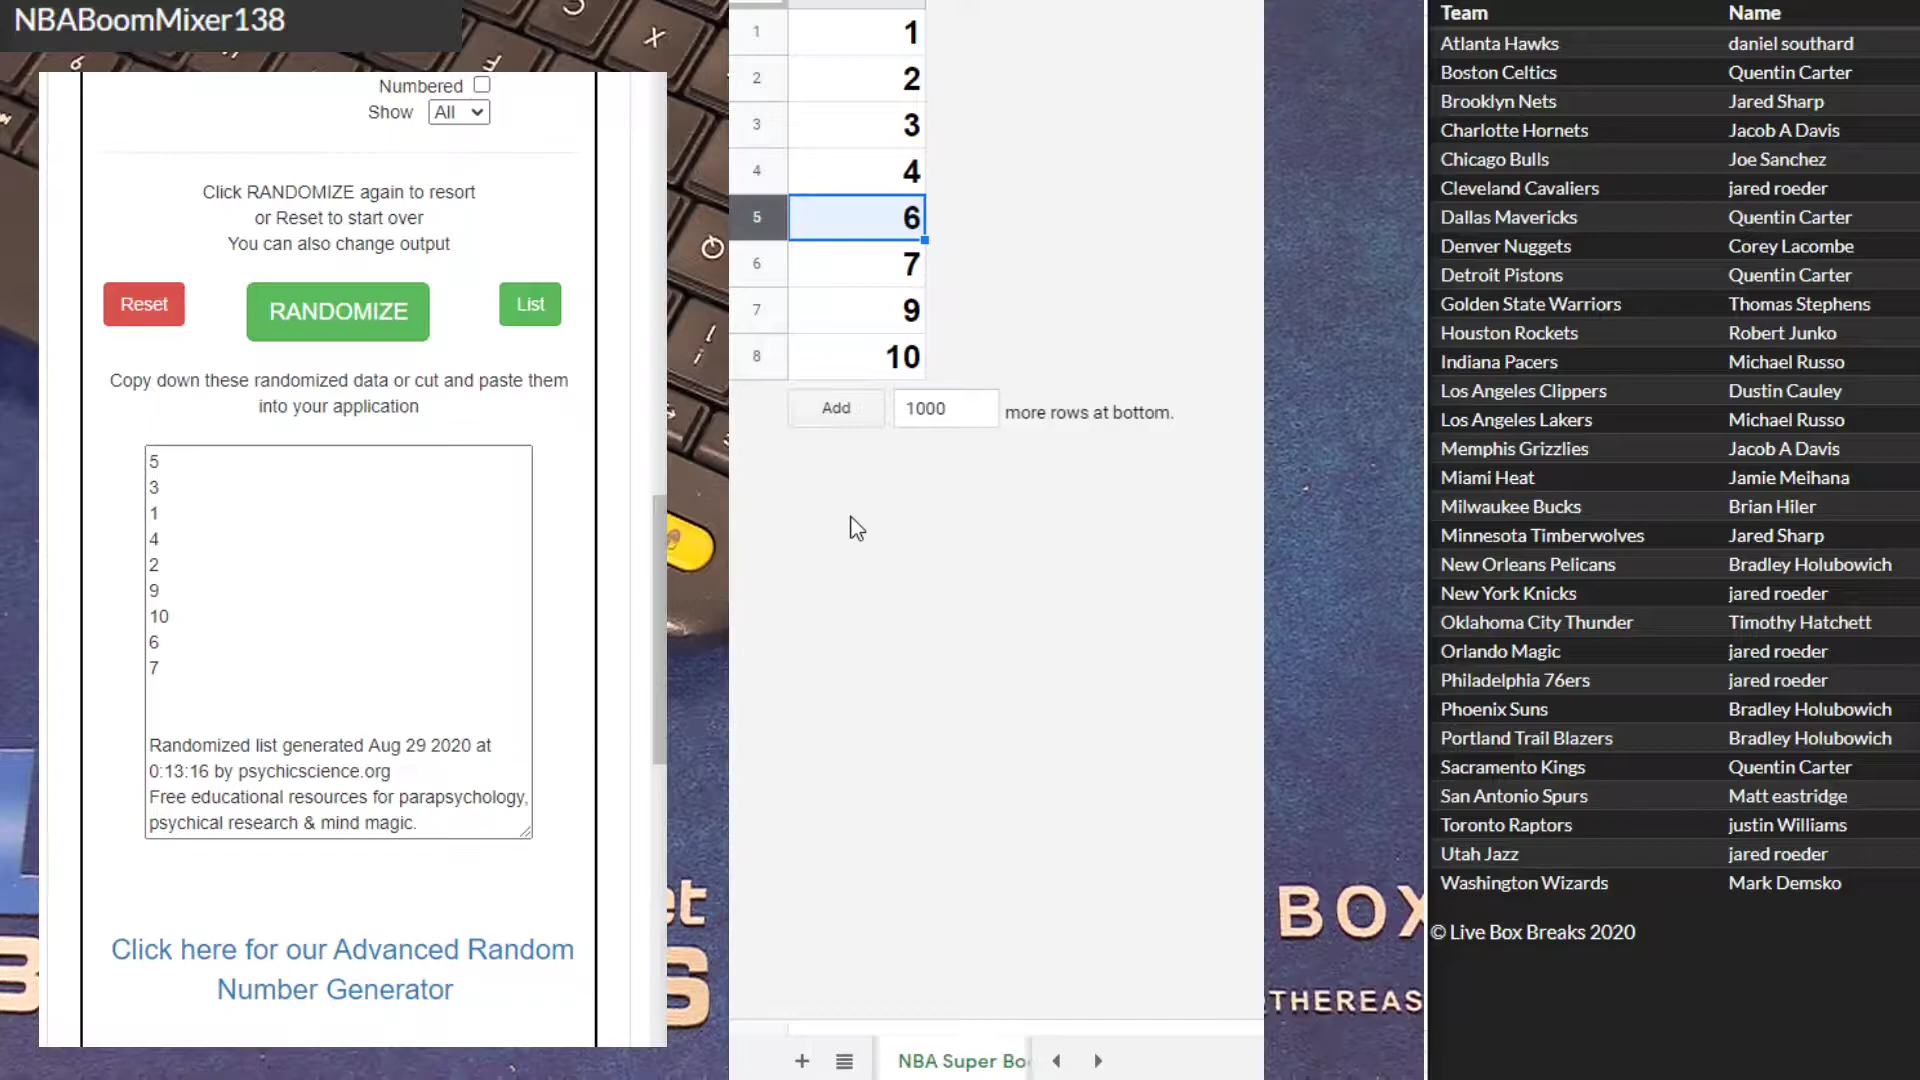 NBABoomMixer138
Numbered
Show All
Click RANDOMIZE again to resort
or Reset to start over
You can also change output
Reset RANDOMIZE List
Copy down these randomized data or cut and paste them
into your application
5
3
1
4
2
9
10
6
7
Randomized list generated Aug 29 2020 at
0:13:16 by psychicscience.org
Free educational resources for parapsychology,
psychical research & mind magic.
Click here for our Advanced Random
Number Generator
1 1
2 2
3 3
4 4
5 6
6 7
7 9
8 10
Add 1000 more rows at bottom.
+ NBA Super Bo
BOX
THEREAS
Team Name
Atlanta Hawks daniel southard
Boston Celtics Quentin Carter
Brooklyn Nets Jared Sharp
Charlotte Hornets Jacob A Davis
Chicago Bulls Joe Sanchez
Cleveland Cavaliers jared roeder
Dallas Mavericks Quentin Carter
Denver Nuggets Corey Lacombe
Detroit Pistons Quentin Carter
Golden State Warriors Thomas Stephens
Houston Rockets Robert Junko
Indiana Pacers Michael Russo
Los Angeles Clippers Dustin Cauley
Los Angeles Lakers Michael Russo
Memphis Grizzlies Jacob A Davis
Miami Heat Jamie Meihana
Milwaukee Bucks Brian Hiler
Minnesota Timberwolves Jared Sharp
New Orleans Pelicans Bradley Holubowich
New York Knicks jared roeder
Oklahoma City Thunder Timothy Hatchett
Orlando Magic jared roeder
Philadelphia 76ers jared roeder
Phoenix Suns Bradley Holubowich
Portland Trail Blazers Bradley Holubowich
Sacramento Kings Quentin Carter
San Antonio Spurs Matt eastridge
Toronto Raptors justin Williams
Utah Jazz jared roeder
Washington Wizards Mark Demsko
© Live Box Breaks 2020